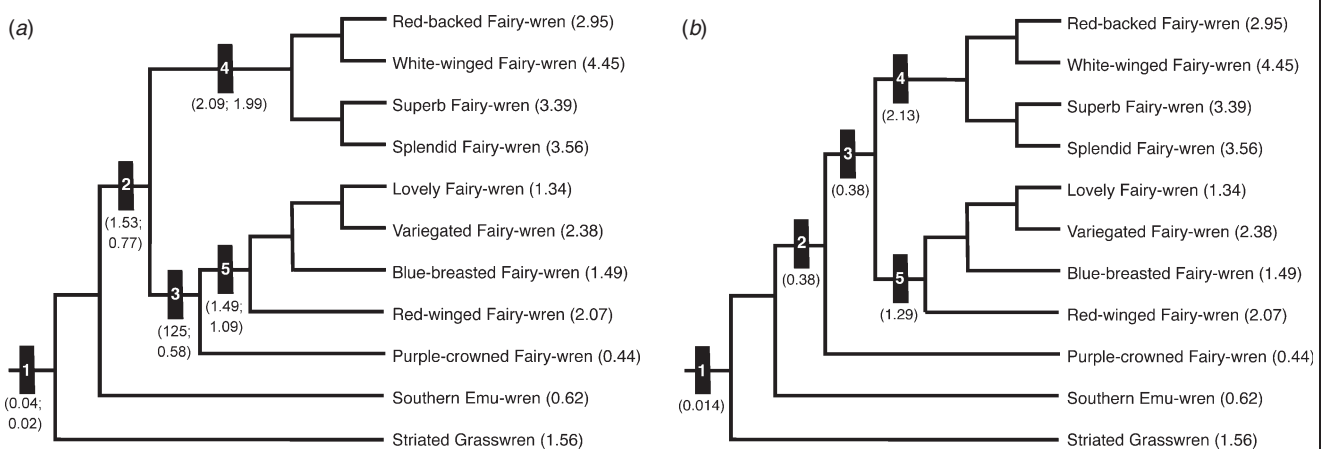 (a)
Red-backed Fairy-wren (2.95)
White-winged Fairy-wren (4.45)
4
(2.09; 1.99)
Superb Fairy-wren (3.39)
Splendid Fairy-wren (3.56)
2
(1.53;
0.77)
Lovely Fairy-wren (1.34)
Variegated Fairy-wren (2.38)
5
(1.49;
1.09)
Blue-breasted Fairy-wren (1.49)
3
(125;
0.58)
Red-winged Fairy-wren (2.07)
Purple-crowned Fairy-wren (0.44)
1
(0.04;
0.02)
Southern Emu-wren (0.62)
Striated Grasswren (1.56)
(b)
Red-backed Fairy-wren (2.95)
White-winged Fairy-wren (4.45)
4
(2.13)
Superb Fairy-wren (3.39)
Splendid Fairy-wren (3.56)
3
(0.38)
Lovely Fairy-wren (1.34)
Variegated Fairy-wren (2.38)
2
(0.38)
Blue-breasted Fairy-wren (1.49)
5
(1.29)
Red-winged Fairy-wren (2.07)
Purple-crowned Fairy-wren (0.44)
1
(0.014)
Southern Emu-wren (0.62)
Striated Grasswren (1.56)